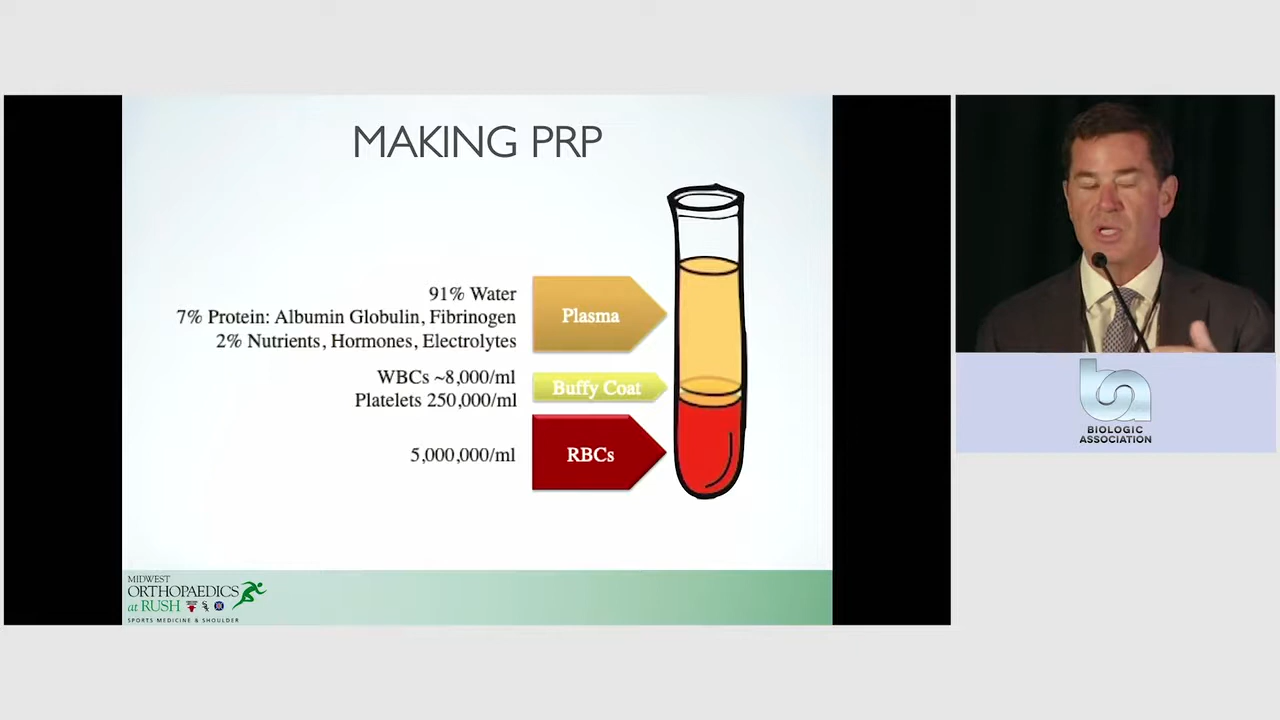 MAKING PRP
91% Water
7% Protein: Albumin Globulin, Fibrinogen
2% Nutrients, Hormones, Electrolytes
Plasma
WBCs ~8,000/ml
Platelets 250,000/ml
Buffy Coat
5,000,000/ml
RBCs
MIDWEST
ORTHOPAEDICS
at RUSH
SPORTS MEDICINE & SHOULDER
BIOLOGIC
ASSOCIATION